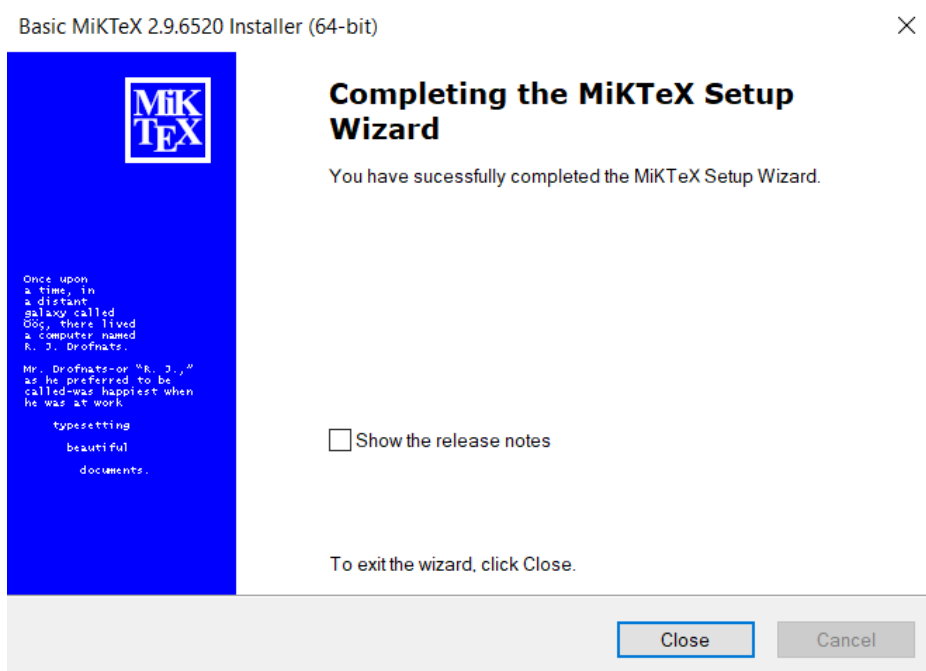 Basic MiKTeX 2.9.6520 Installer (64-bit)
MiK
TEX
Completing the MiKTeX Setup
Wizard
You have sucessfully completed the MiKTeX Setup Wizard.
Once upon
a time, in
a distant
galaxy called
Ööç, there lived
a computer named
R. J. Drofnats.
Mr. Drofnats-or “R. J.,”
as he preferred to be
called-was happiest when
he was at work
typesetting
beautiful
documents.
Show the release notes
To exit the wizard, click Close.
Close
Cancel